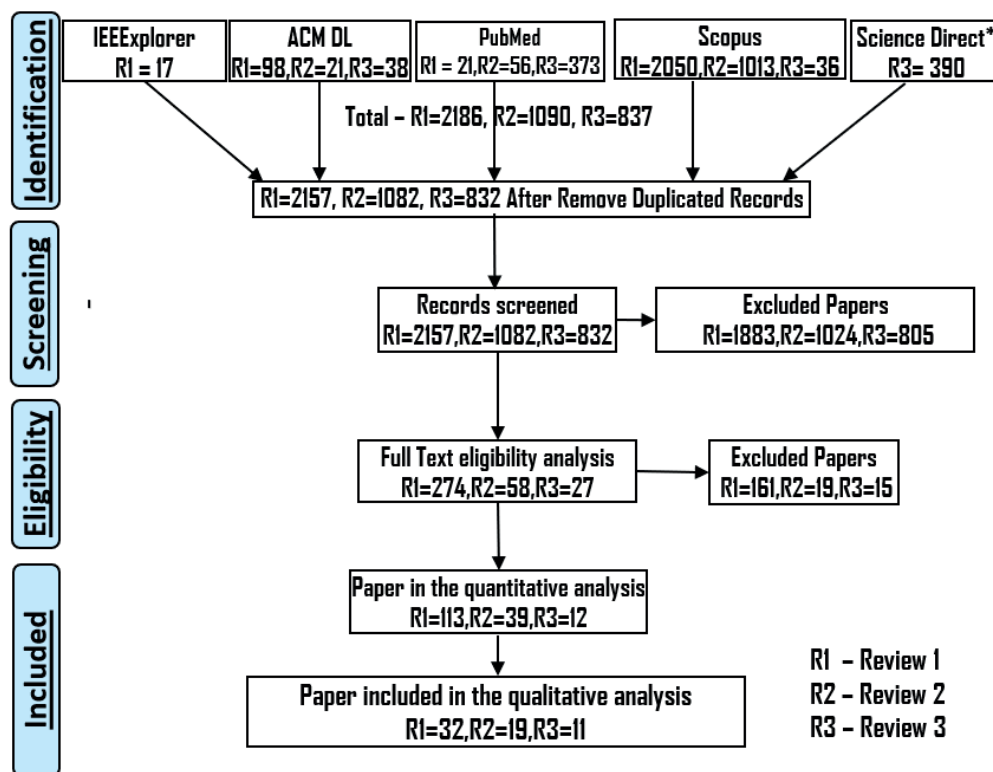 Identification
IEEExplorer
R1 = 17
ACM DL
R1=98,R2=21,R3=38
PubMed
R1 = 21,R2=56,R3=373
Scopus
R1=2050,R2=1013,R3=36
Science Direct*
R3= 390
Total – R1=2186, R2=1090, R3=837
R1=2157, R2=1082, R3=832 After Remove Duplicated Records
Screening
Records screened
R1=2157,R2=1082,R3=832
Excluded Papers
R1=1883,R2=1024,R3=805
Eligibility
Full Text eligibility analysis
R1=274,R2=58,R3=27
Excluded Papers
R1=161,R2=19,R3=15
Included
Paper in the quantitative analysis
R1=113,R2=39,R3=12
Paper included in the qualitative analysis
R1=32,R2=19,R3=11
R1 – Review 1
R2 – Review 2
R3 – Review 3